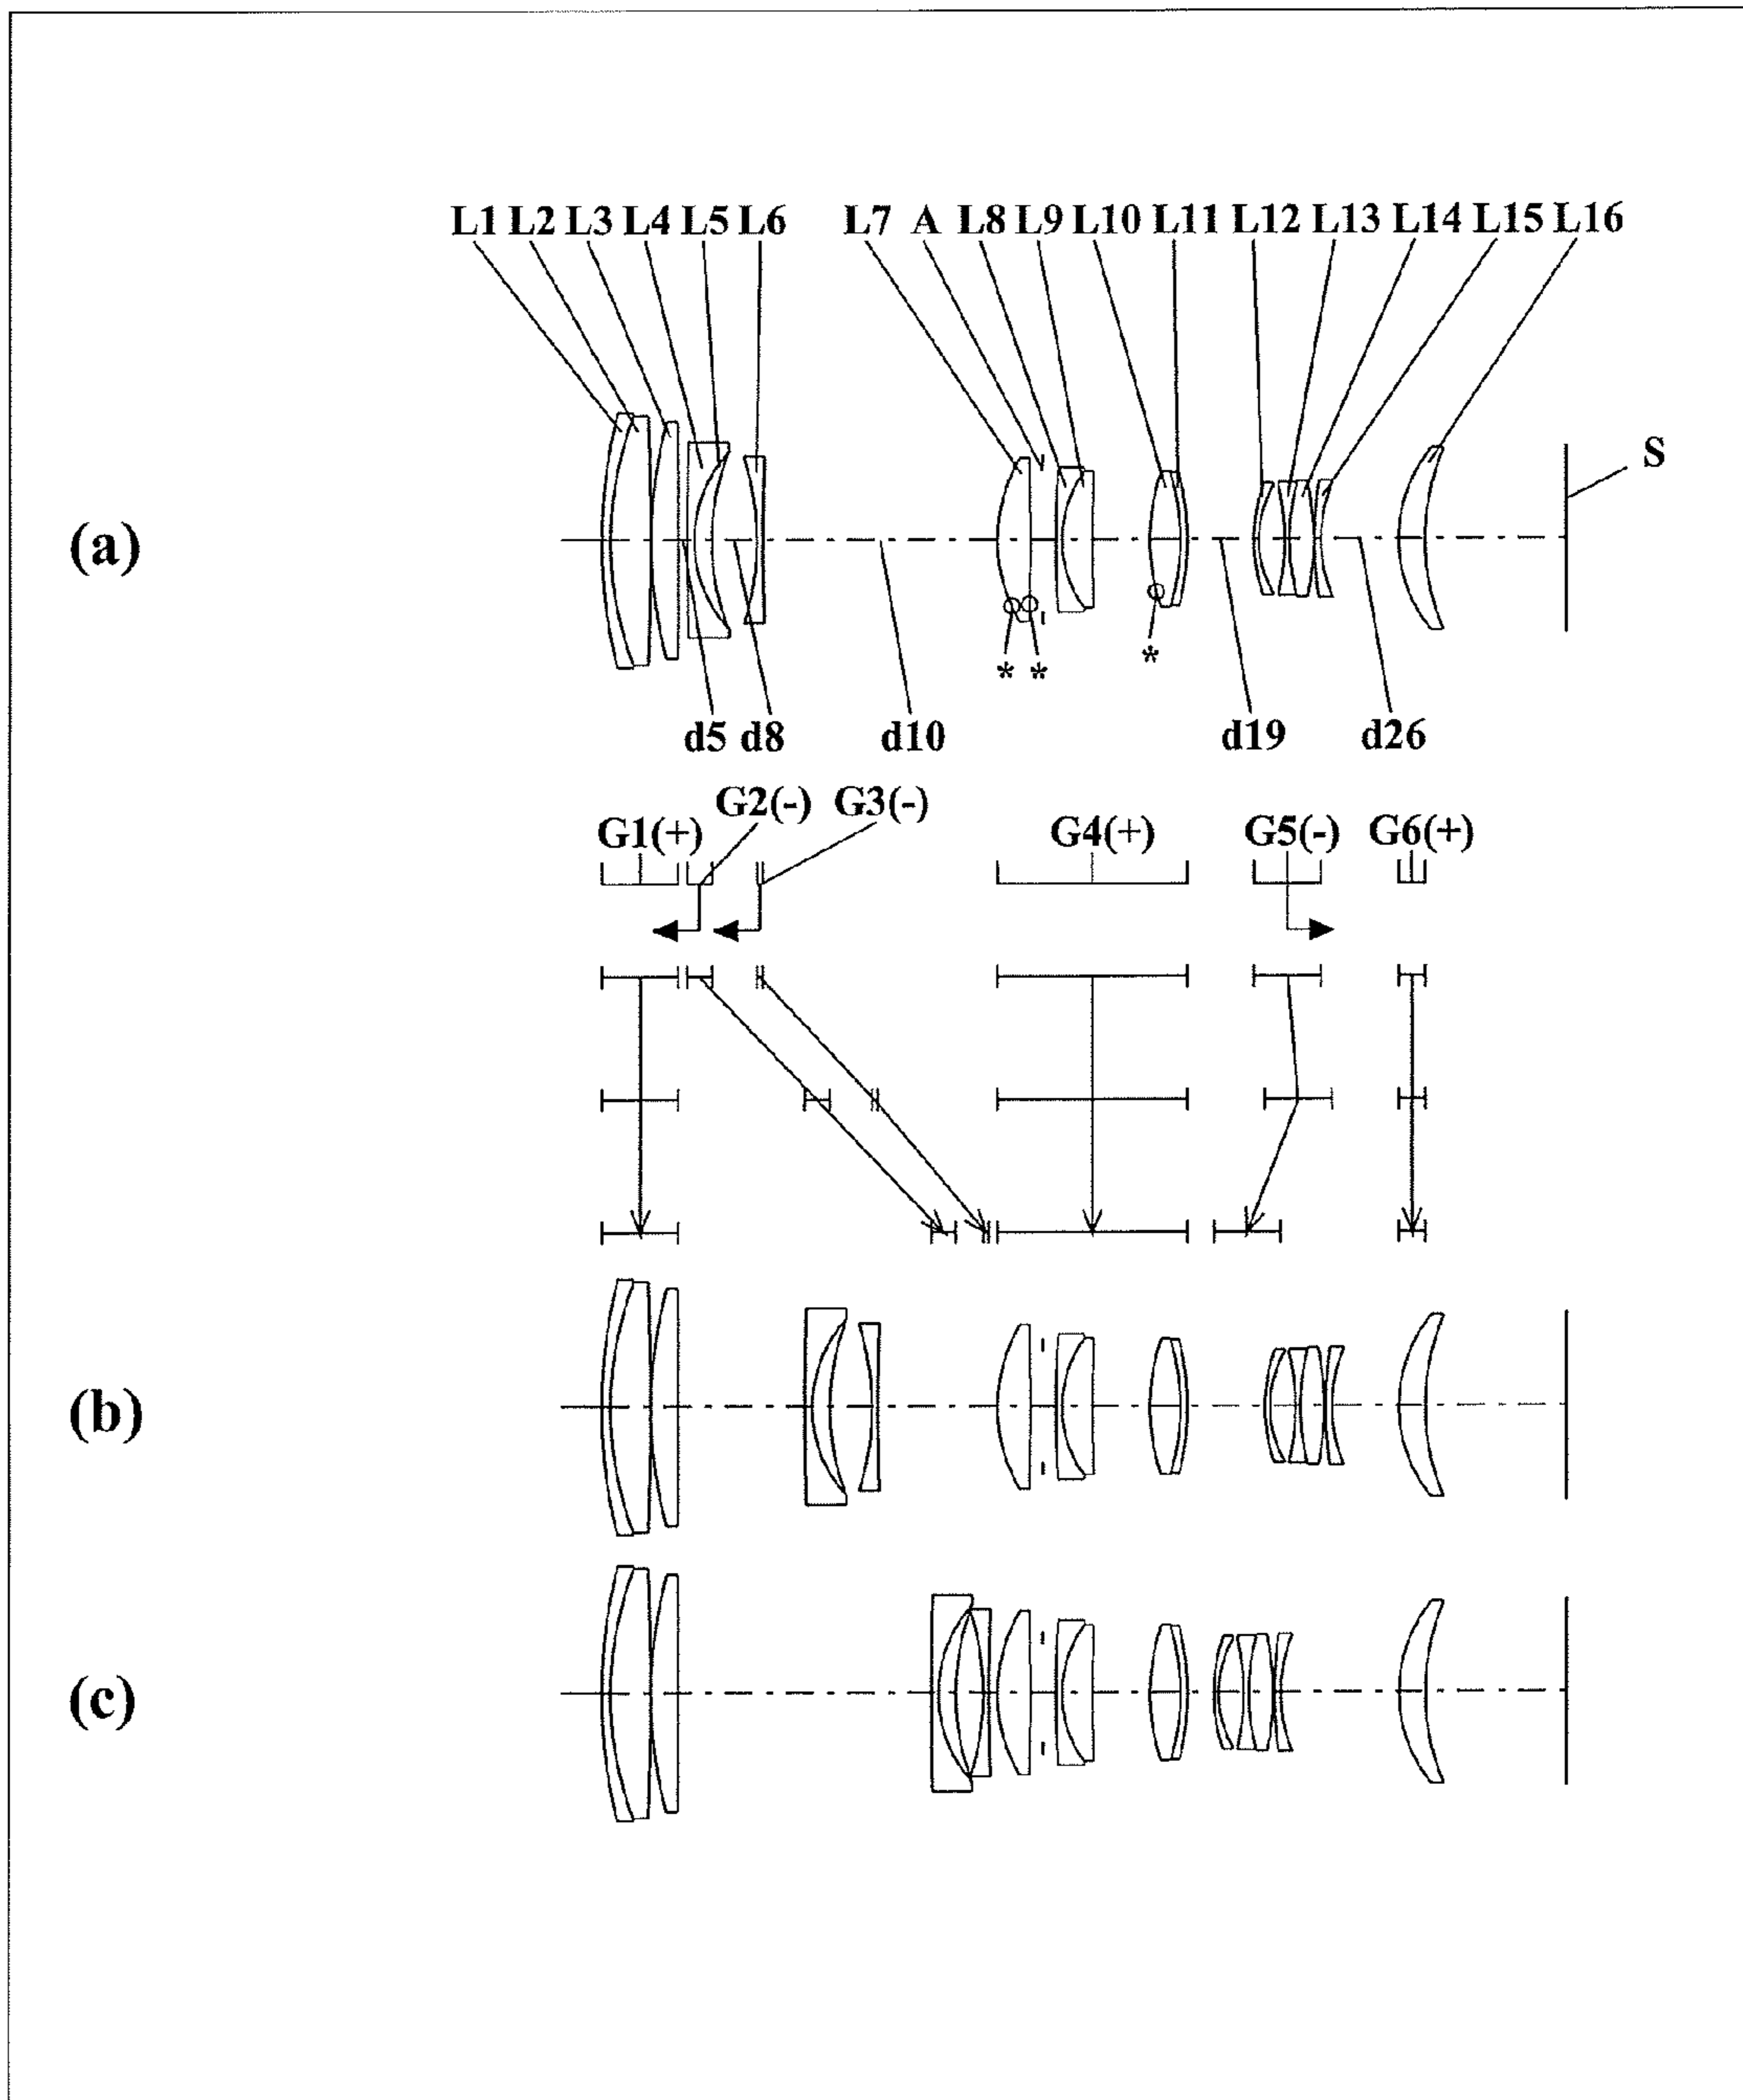 L1 L2 L3 L4 L5 L6 L7 A L8 L9 L10 L11 L12 L13 L14 L15 L16
S
(a)
* * *
d5 d8 d10 d19 d26
G2(-) G3(-)
G1(+) G4(+) G5(-) G6(+)
(b)
(c)